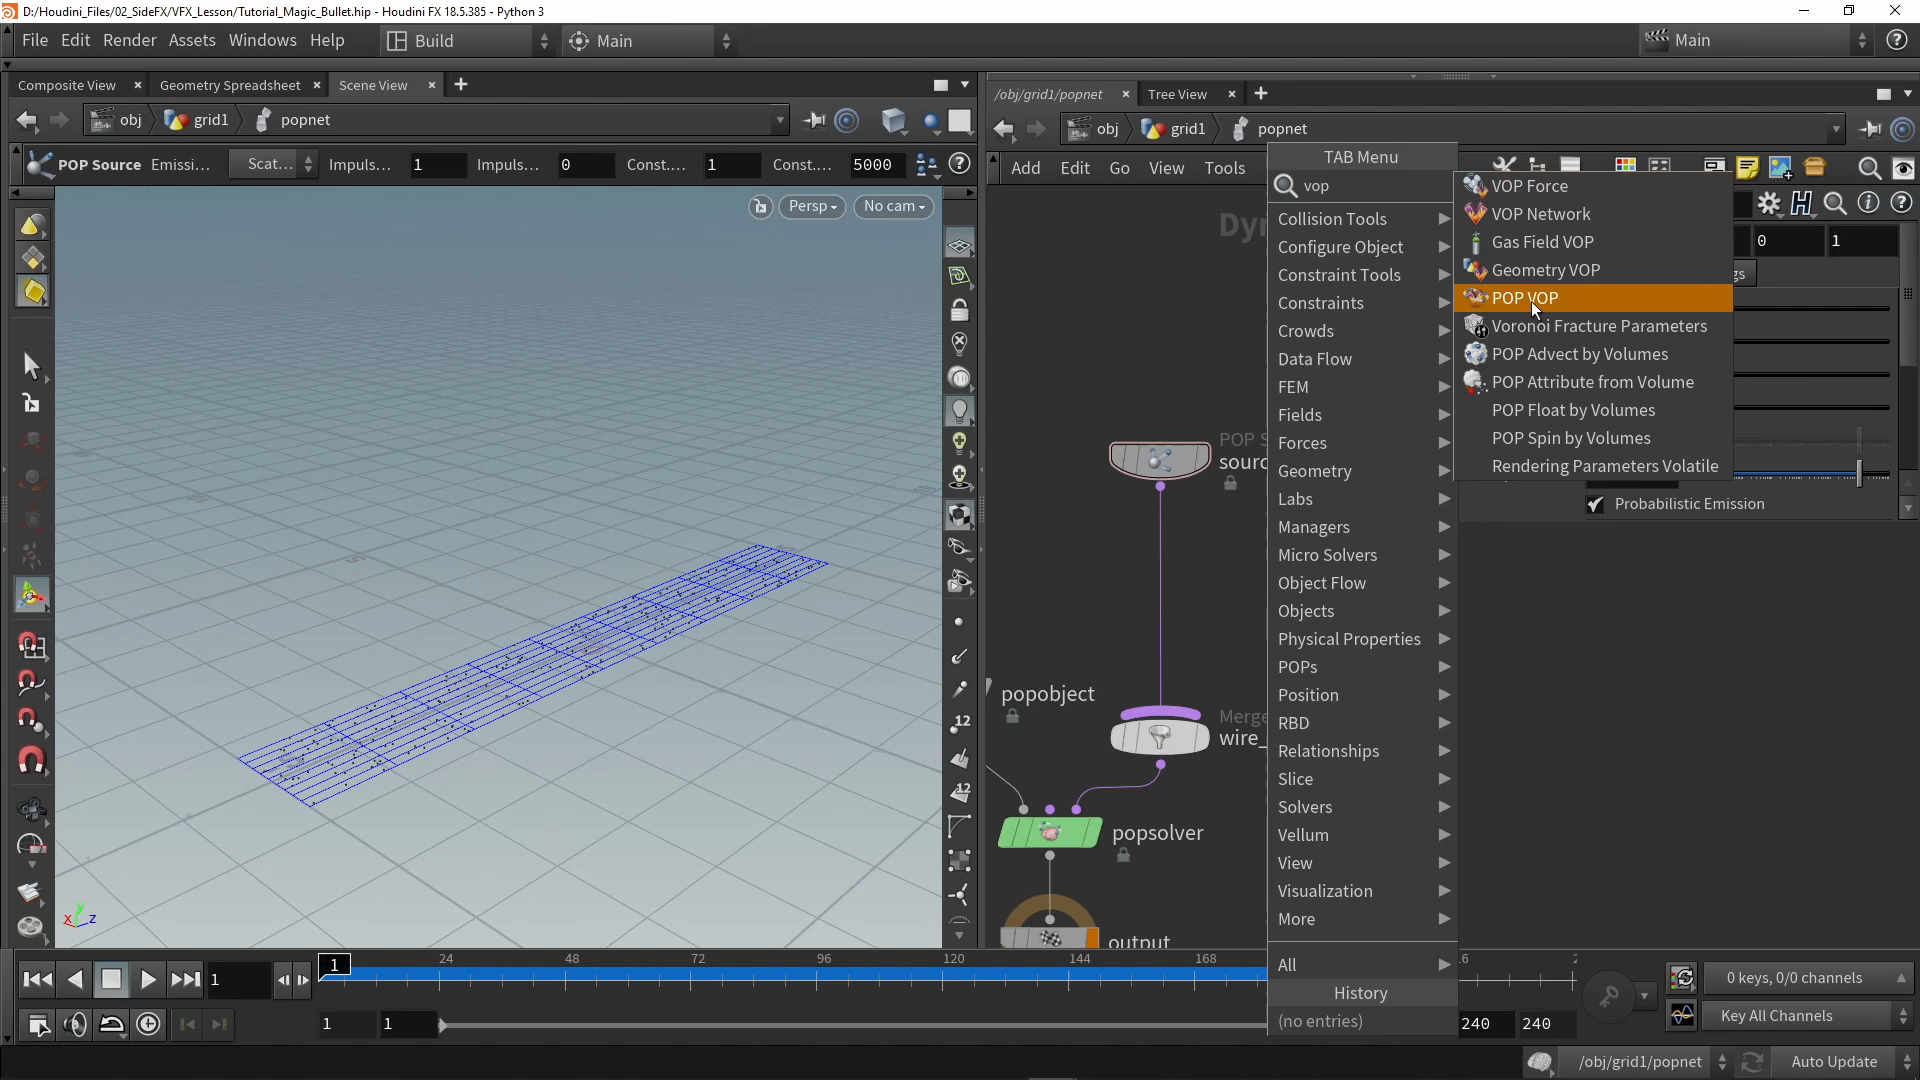 D:/Houdini_Files/02_SideFX/VFX_Lesson/Tutorial_Magic_Bullet.hip - Houdini FX 18.5.385 - Python 3
File Edit Render Assets Windows Help Build Main Main
Composite View Geometry Spreadsheet Scene View
/obj/grid1/popnet Tree View
obj grid1 popnet
obj grid1 popnet
POP Source Emissi... Scat... Impuls... 1 Impuls... 0 Const... 1 Const... 5000
Add Edit Go View Tools
Persp No cam
TAB Menu
vop
Collision Tools
Configure Object
Constraint Tools
Constraints
Crowds
Data Flow
FEM
Fields
Forces
Geometry
Labs
Managers
Micro Solvers
Object Flow
Objects
Physical Properties
POPs
Position
RBD
Relationships
Slice
Solvers
Vellum
View
Visualization
More
All
History
(no entries)
VOP Force
VOP Network
Gas Field VOP
Geometry VOP
POP VOP
Voronoi Fracture Parameters
POP Advect by Volumes
POP Attribute from Volume
POP Float by Volumes
POP Spin by Volumes
Rendering Parameters Volatile
0 1
Probabilistic Emission
Dyn
POP S
sourc
popobject
Merge
wire_
popsolver
output
12
12
x y z
1 1 24 48 72 96 120 144 168
1 1 240 240
0 keys, 0/0 channels
Key All Channels
/obj/grid1/popnet Auto Update